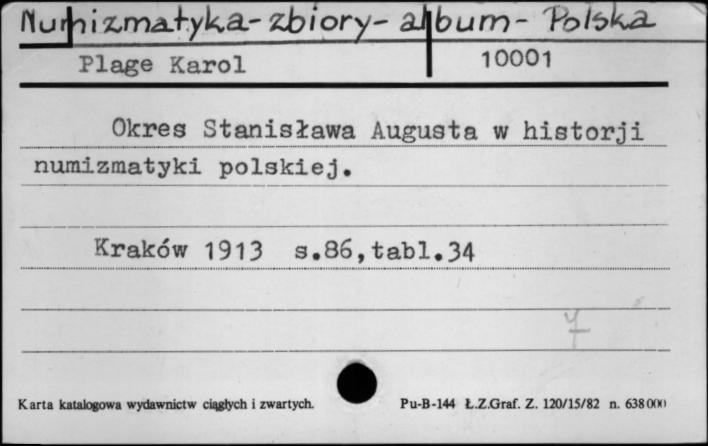 Numizmatyka-zbiory-album-Polska
Plage Karol 10001
Okres Stanisława Augusta w historji
numizmatyki polskiej.
Kraków 1913 s.86,tabl.34
Karta katalogowa wydawnictw ciągłych i zwartych. Pu-B-144 Ł.Z.Graf. Z. 120/15/82 n. 638000